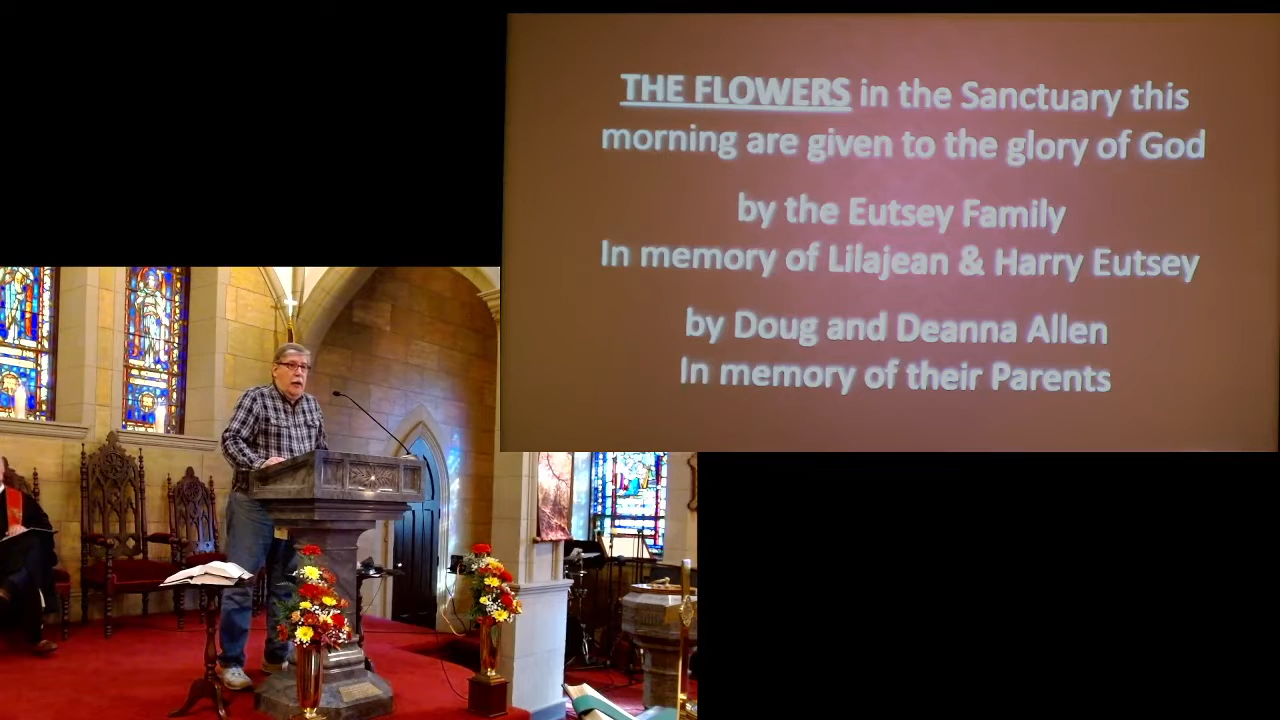 THE FLOWERS in the Sanctuary this
morning are given to the glory of God
by the Eutsey Family
In memory of Lilajean & Harry Eutsey
by Doug and Deanna Allen
In memory of their Parents